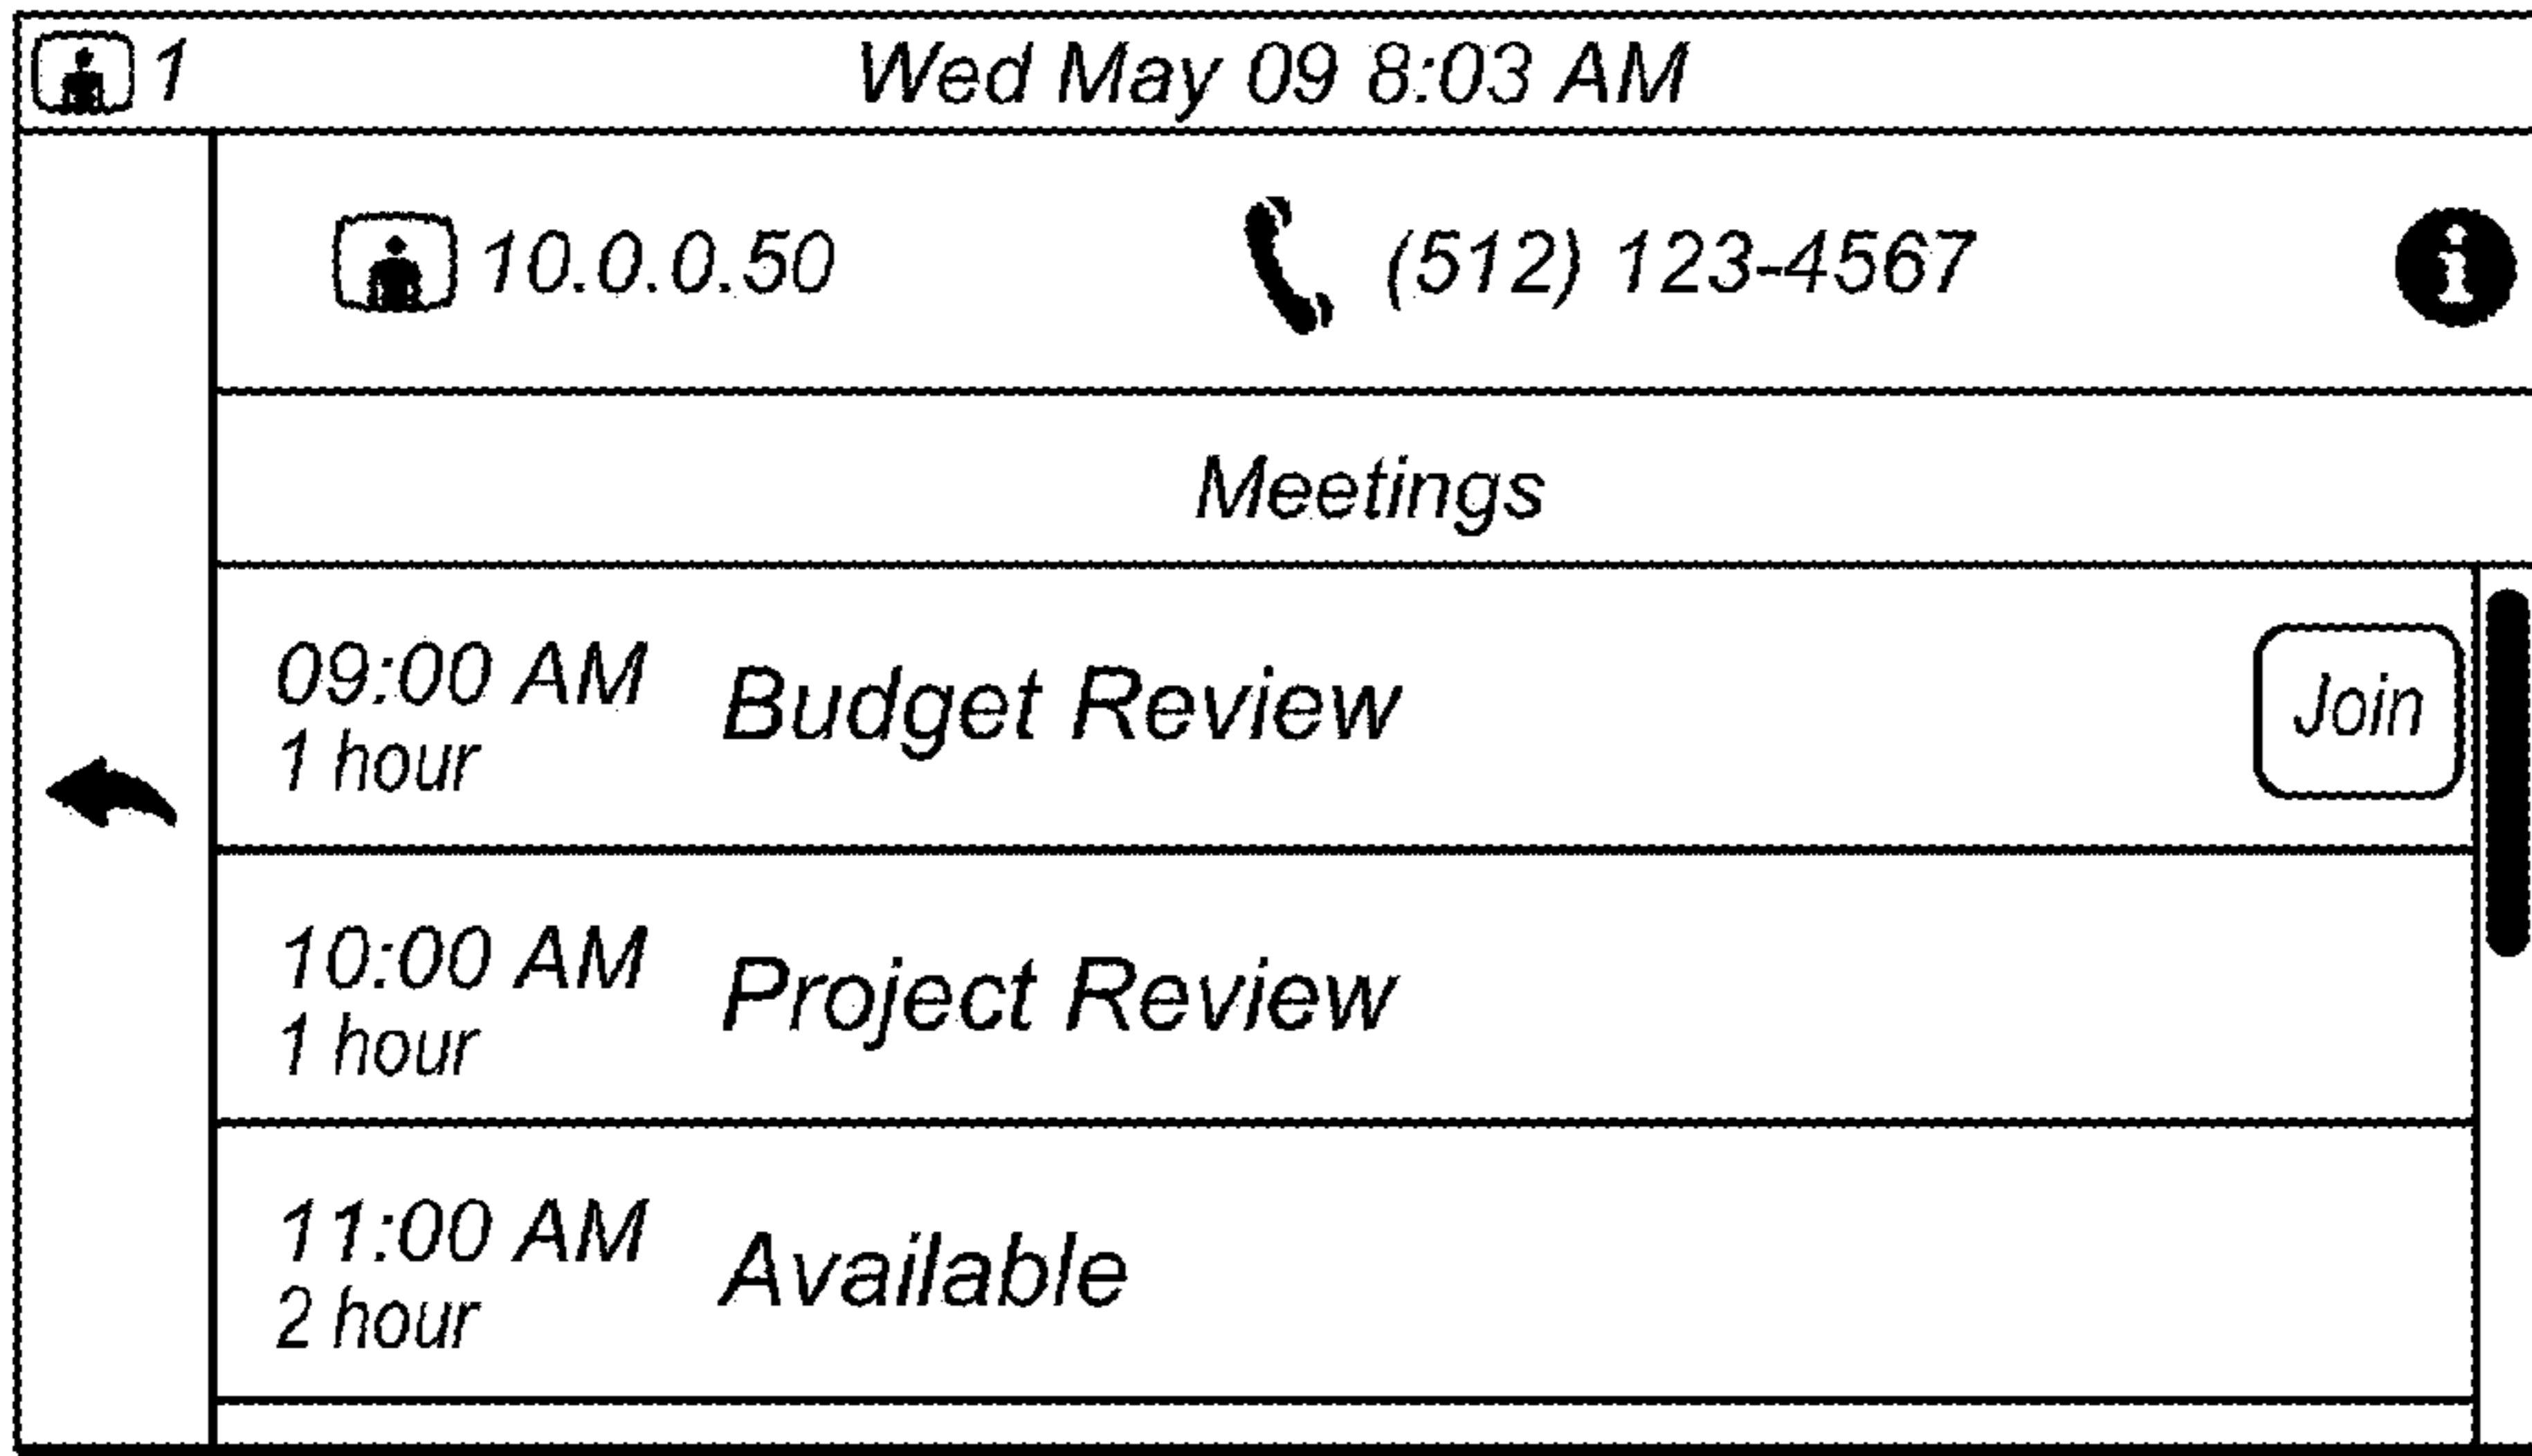 1 Wed May 09 8:03 AM
10.0.0.50 (512) 123-4567
Meetings
09:00 AM Budget Review Join
1 hour
10:00 AM Project Review
1 hour
11:00 AM Available
2 hour